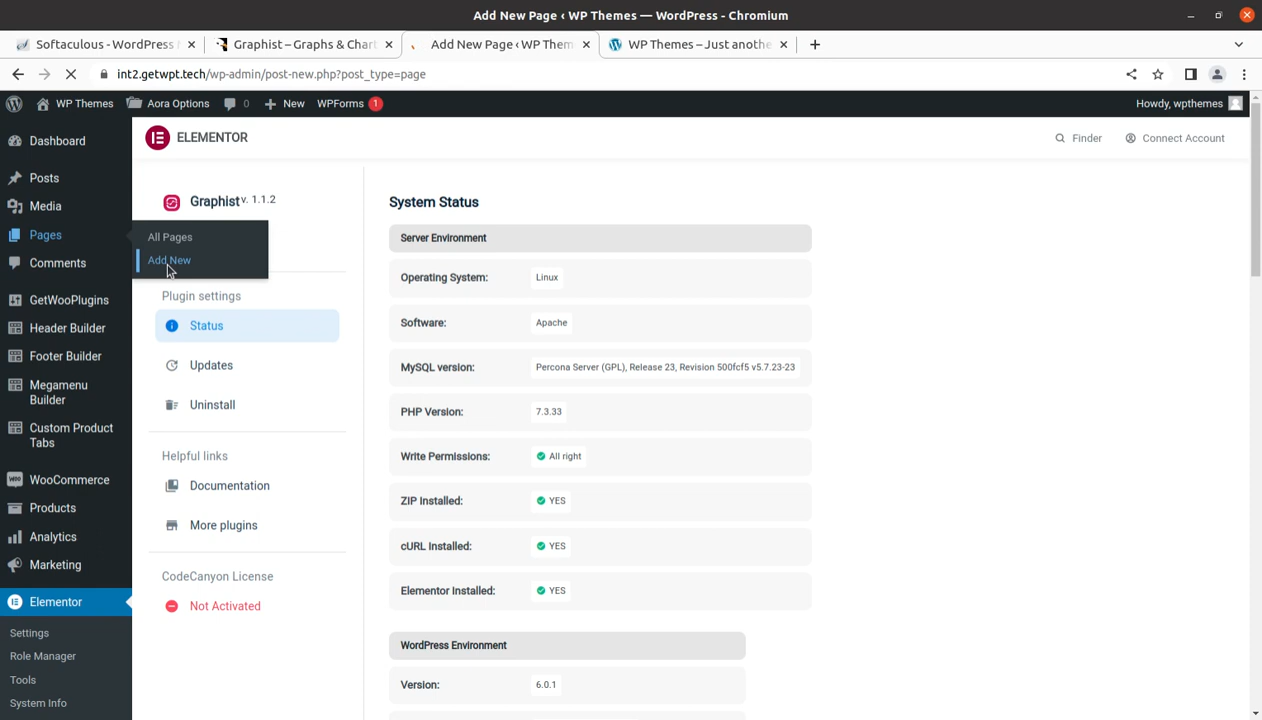 Add New Page ‹ WP Themes — WordPress - Chromium
Softaculous - WordPress
Graphist – Graphs & Chart
Add New Page ‹ WP Them
WP Themes – Just anothe
int2.getwpt.tech/wp-admin/post-new.php?post_type=page
WP Themes
Aora Options
0
New
WPForms 1
Howdy, wpthemes
Dashboard
Posts
Media
Pages
Comments
GetWooPlugins
Header Builder
Footer Builder
Megamenu
Builder
Custom Product
Tabs
WooCommerce
Products
Analytics
Marketing
Elementor
Settings
Role Manager
Tools
System Info
All Pages
Add New
ELEMENTOR
Finder
Connect Account
Graphist v. 1.1.2
Plugin settings
Status
Updates
Uninstall
Helpful links
Documentation
More plugins
CodeCanyon License
Not Activated
System Status
Server Environment
Operating System: Linux
Software: Apache
MySQL version: Percona Server (GPL), Release 23, Revision 500fcf5 v5.7.23-23
PHP Version: 7.3.33
Write Permissions: All right
ZIP Installed: YES
cURL Installed: YES
Elementor Installed: YES
WordPress Environment
Version: 6.0.1